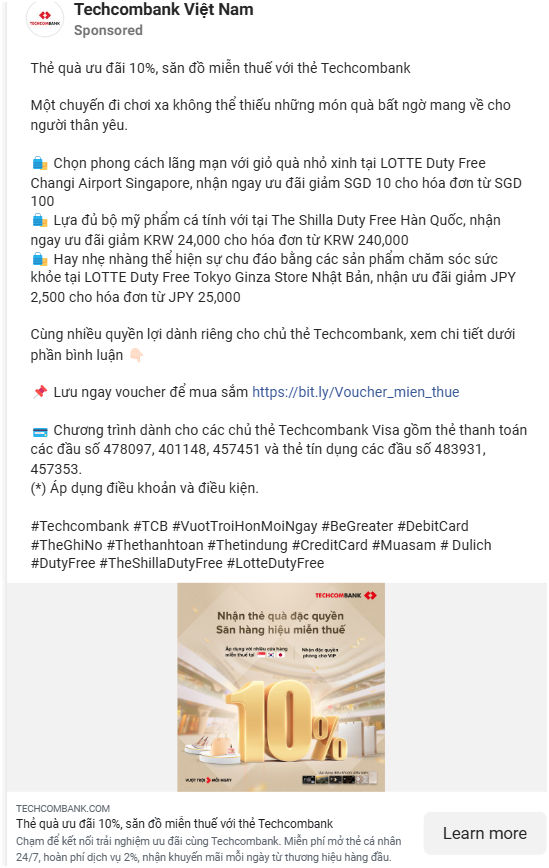 TECHCOMBANK
Techcombank Việt Nam
Sponsored
Thẻ quà ưu đãi 10%, săn đồ miễn thuế với thẻ Techcombank
Một chuyến đi chơi xa không thể thiếu những món quà bất ngờ mang về cho
người thân yêu.
🛍️ Chọn phong cách lãng mạn với giỏ quà nhỏ xinh tại LOTTE Duty Free
Changi Airport Singapore, nhận ngay ưu đãi giảm SGD 10 cho hóa đơn từ SGD
100
🛍️ Lựa đủ bộ mỹ phẩm cá tính với tại The Shilla Duty Free Hàn Quốc, nhận
ngay ưu đãi giảm KRW 24,000 cho hóa đơn từ KRW 240,000
🛍️ Hay nhẹ nhàng thể hiện sự chu đáo bằng các sản phẩm chăm sóc sức
khỏe tại LOTTE Duty Free Tokyo Ginza Store Nhật Bản, nhận ưu đãi giảm JPY
2,500 cho hóa đơn từ JPY 25,000
Cùng nhiều quyền lợi dành riêng cho chủ thẻ Techcombank, xem chi tiết dưới
phần bình luận 👇🏻
📌 Lưu ngay voucher để mua sắm https://bit.ly/Voucher_mien_thue
💳 Chương trình dành cho các chủ thẻ Techcombank Visa gồm thẻ thanh toán
các đầu số 478097, 401148, 457451 và thẻ tín dụng các đầu số 483931,
457353.
(*) Áp dụng điều khoản và điều kiện.
#Techcombank #TCB #VuotTroiHonMoiNgay #BeGreater #DebitCard
#TheGhiNo #Thethanhtoan #Thetindung #CreditCard #Muasam # Dulich
#DutyFree #TheShillaDutyFree #LotteDutyFree
TECHCOMBANK
Nhận thẻ quà đặc quyền
Săn hàng hiệu miễn thuế
Áp dụng với nhiều cửa hàng
miễn thuế tại
Nhận đặc quyền
phòng chờ VIP
10%
VƯỢT TRỘI MỖI NGAY
Áp dụng điều khoản điều kiện
TECHCOMBANK.COM
Thẻ quà ưu đãi 10%, săn đồ miễn thuế với thẻ Techcombank
Chạm để kết nối trải nghiệm ưu đãi cùng Techcombank. Miễn phí mở thẻ cá nhân
24/7, hoàn phí dịch vụ 2%, nhận khuyến mãi mỗi ngày từ thương hiệu hàng đầu.
Learn more